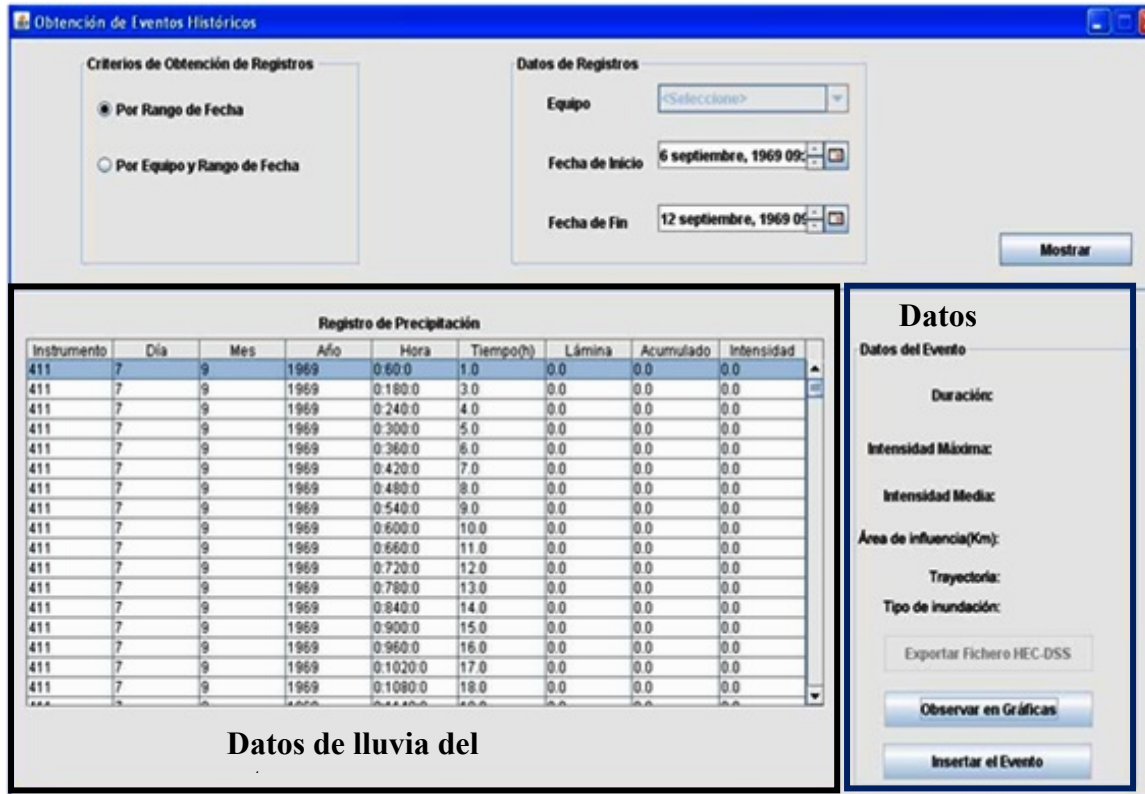 Obtención de Eventos Históricos
Criterios de Obtención de Registros
Por Rango de Fecha
Por Equipo y Rango de Fecha
Datos de Registros
Equipo <Seleccione>
Fecha de Inicio 6 septiembre, 1969 09:
Fecha de Fin 12 septiembre, 1969 09
Mostrar
Registro de Precipitación
Instrumento Día Mes Año Hora Tiempo(h) Lámina Acumulado Intensidad
411 7 9 1969 0:60:0 1.0 0.0 0.0 0.0
411 7 9 1969 0:180:0 3.0 0.0 0.0 0.0
411 7 9 1969 0:240:0 4.0 0.0 0.0 0.0
411 7 9 1969 0:300:0 5.0 0.0 0.0 0.0
411 7 9 1969 0:360:0 6.0 0.0 0.0 0.0
411 7 9 1969 0:420:0 7.0 0.0 0.0 0.0
411 7 9 1969 0:480:0 8.0 0.0 0.0 0.0
411 7 9 1969 0:540:0 9.0 0.0 0.0 0.0
411 7 9 1969 0:600:0 10.0 0.0 0.0 0.0
411 7 9 1969 0:660:0 11.0 0.0 0.0 0.0
411 7 9 1969 0:720:0 12.0 0.0 0.0 0.0
411 7 9 1969 0:780:0 13.0 0.0 0.0 0.0
411 7 9 1969 0:840:0 14.0 0.0 0.0 0.0
411 7 9 1969 0:900:0 15.0 0.0 0.0 0.0
411 7 9 1969 0:960:0 16.0 0.0 0.0 0.0
411 7 9 1969 0:1020:0 17.0 0.0 0.0 0.0
411 7 9 1969 0:1080:0 18.0 0.0 0.0 0.0
Datos de lluvia del
Datos
Datos del Evento
Duración:
Intensidad Máxima:
Intensidad Media:
Área de influencia(Km):
Trayectoria:
Tipo de inundación:
Exportar Fichero HEC-DSS
Observar en Gráficas
Insertar el Evento